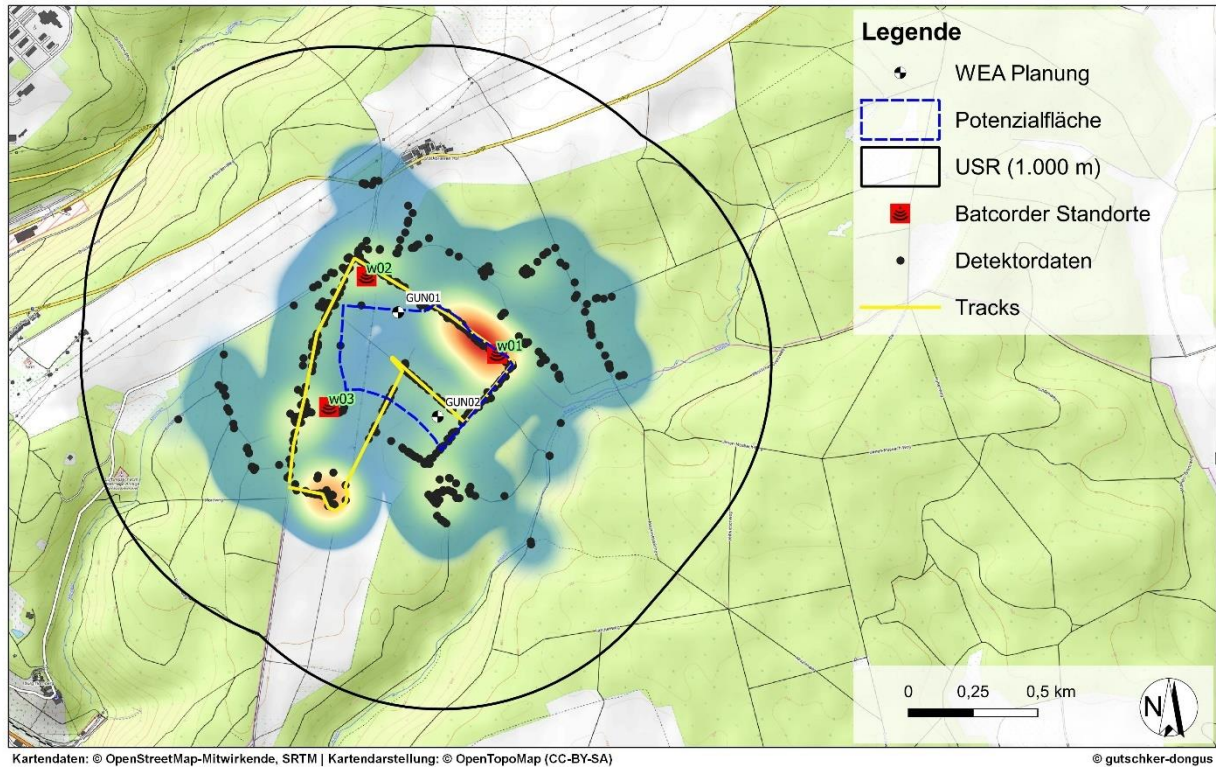 Legende
WEA Planung
Potenzialfläche
USR (1.000 m)
Batcorder Standorte
Detektordaten
Tracks
w02
GUN01
w01
GUN02
w03
0 0,25 0,5 km
N
Kartendaten: © OpenStreetMap-Mitwirkende, SRTM | Kartendarstellung: © OpenTopoMap (CC-BY-SA)
© gutschker-dongus